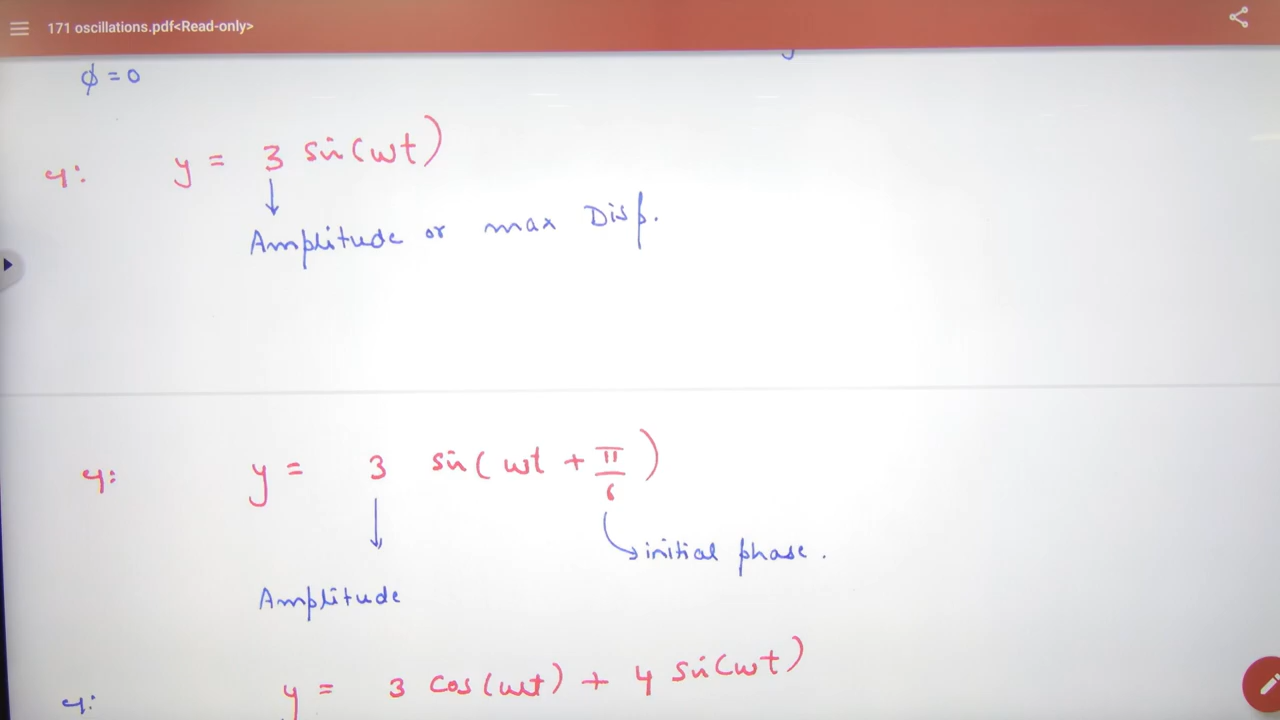 171 oscillations.pdf<Read-only>
φ = 0
y = 3 sin(ωt)
Amplitude or max Disp.
y = 3 sin( ωt + π/6 )
initial phase.
Amplitude
y = 3 cos(ωt) + 4 sin(ωt)